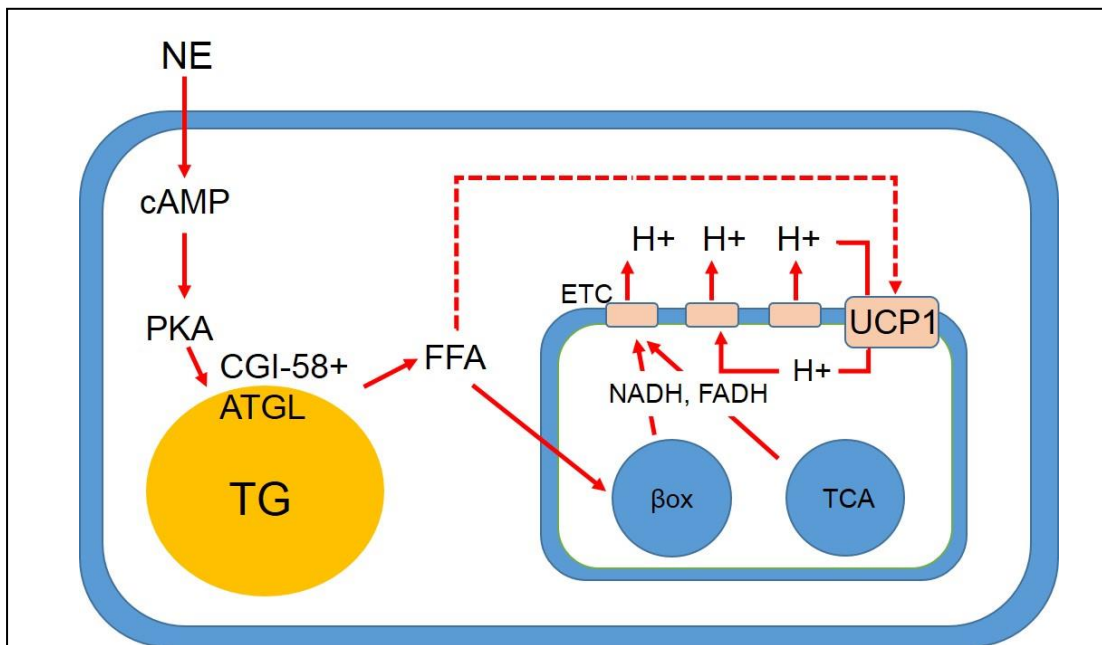 NE
cAMP
PKA
CGI-58+
ATGL
TG
FFA
H+ H+ H+
ETC
UCP1
H+
NADH, FADH
βox
TCA